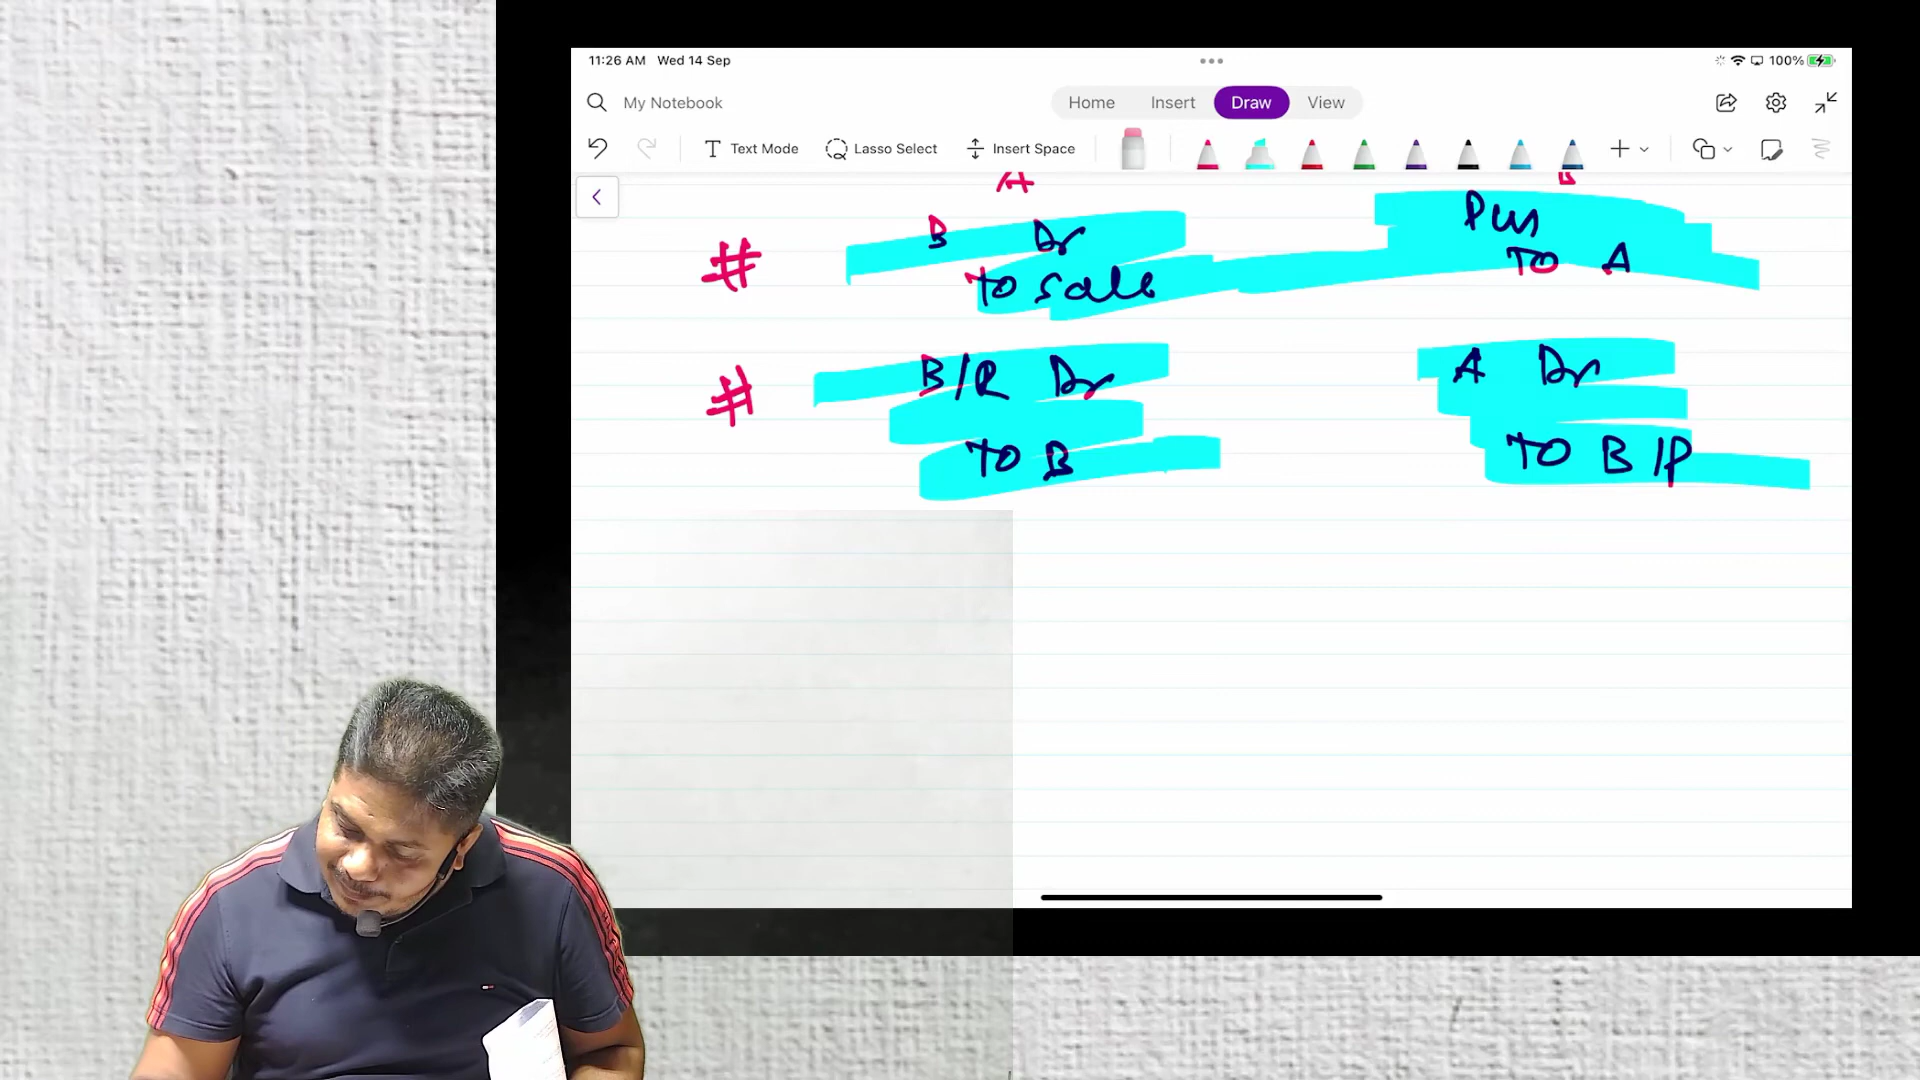 11:26 AM Wed 14 Sep
100%
My Notebook
Home Insert Draw View
Text Mode Lasso Select Insert Space
A B
# B Dr Pur
To sale To A
# B/R Dr A Dr
To B To B/P